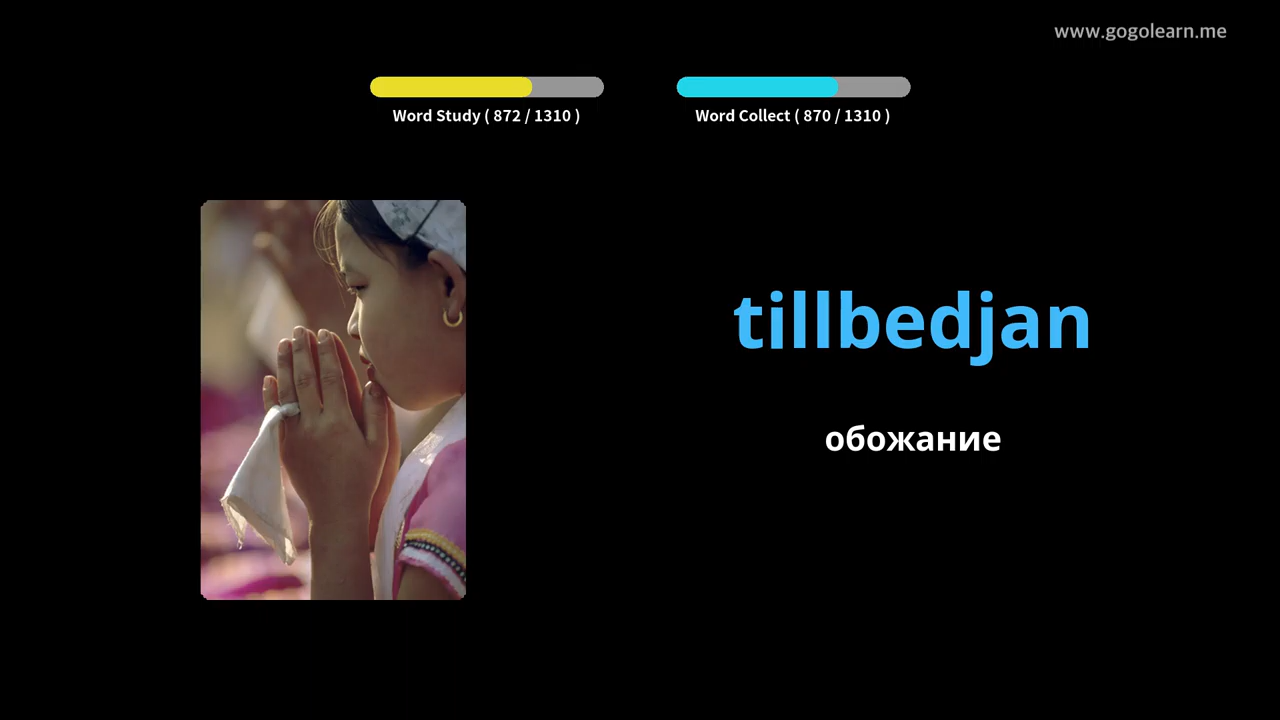 www.gogolearn.me
Word Study ( 872 / 1310 )
Word Collect ( 870 / 1310 )
tillbedjan
обожание